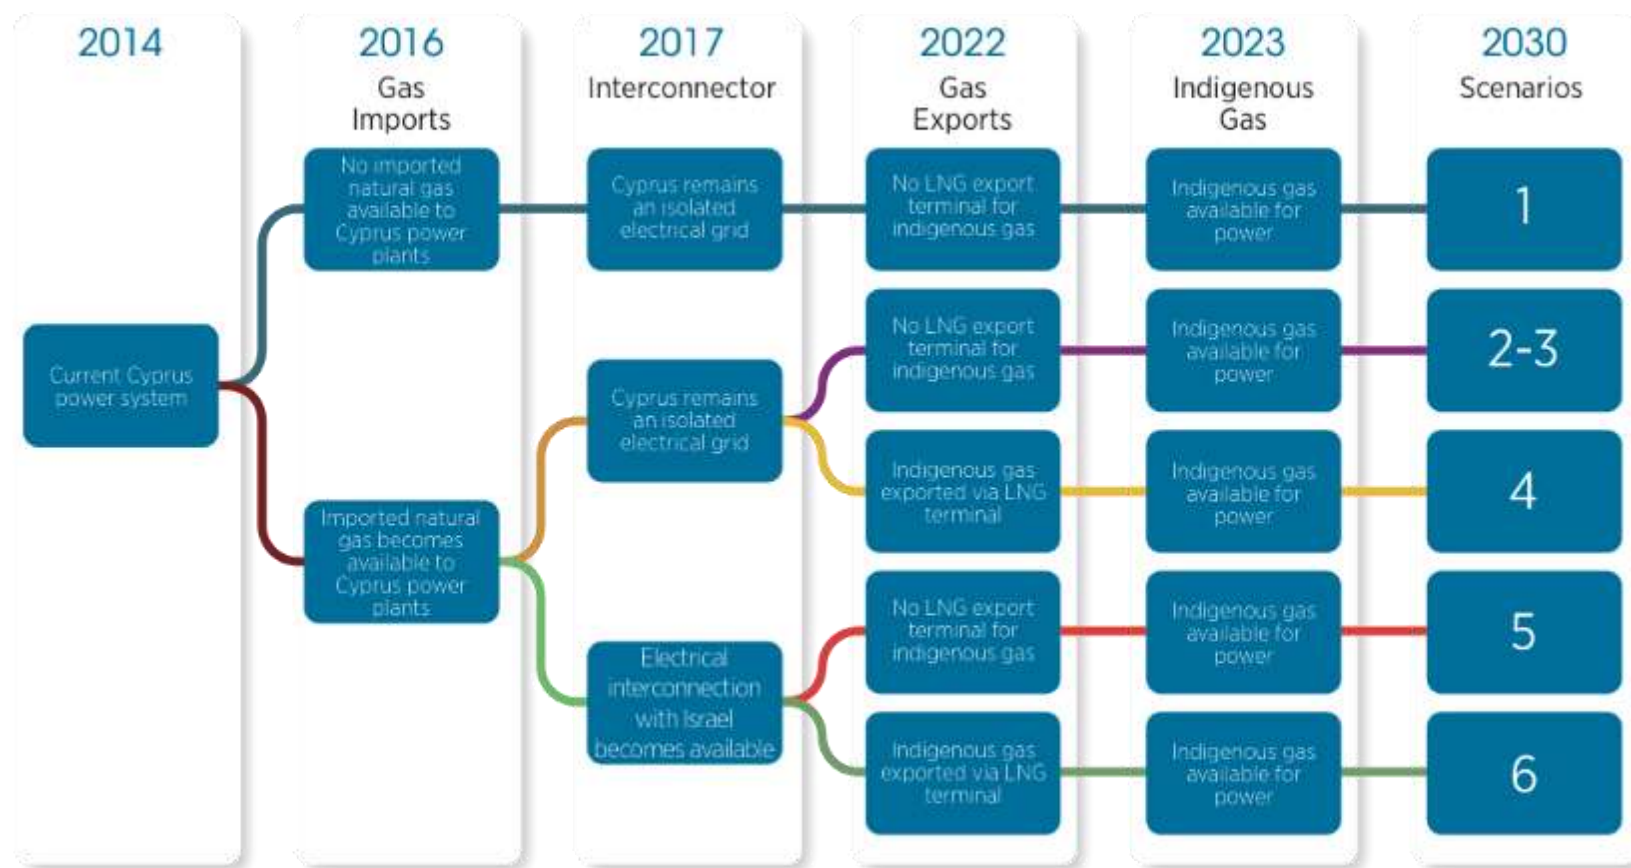 2014
2016
Gas
Imports
2017
Interconnector
2022
Gas
Exports
2023
Indigenous
Gas
2030
Scenarios
Current Cyprus
power system
No imported
natural gas
available to
Cyprus power
plants
Imported natural
gas becomes
available to
Cyprus power
plants
Cyprus remains
an isolated
electrical grid
Cyprus remains
an isolated
electrical grid
Electrical
interconnection
with Israel
becomes available
No LNG export
terminal for
indigenous gas
No LNG export
terminal for
indigenous gas
Indigenous gas
exported via LNG
terminal
No LNG export
terminal for
indigenous gas
Indigenous gas
exported via LNG
terminal
Indigenous gas
available for
power
Indigenous gas
available for
power
Indigenous gas
available for
power
Indigenous gas
available for
power
Indigenous gas
available for
power
1
2-3
4
5
6